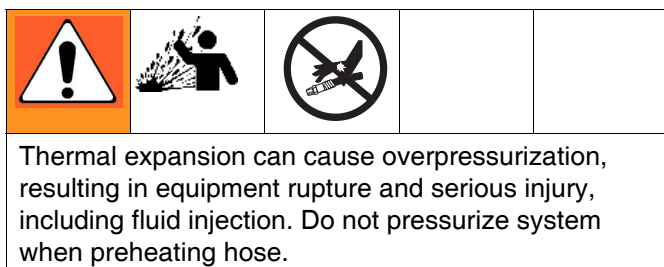 Thermal expansion can cause overpressurization,
resulting in equipment rupture and serious injury,
including fluid injection. Do not pressurize system
when preheating hose.